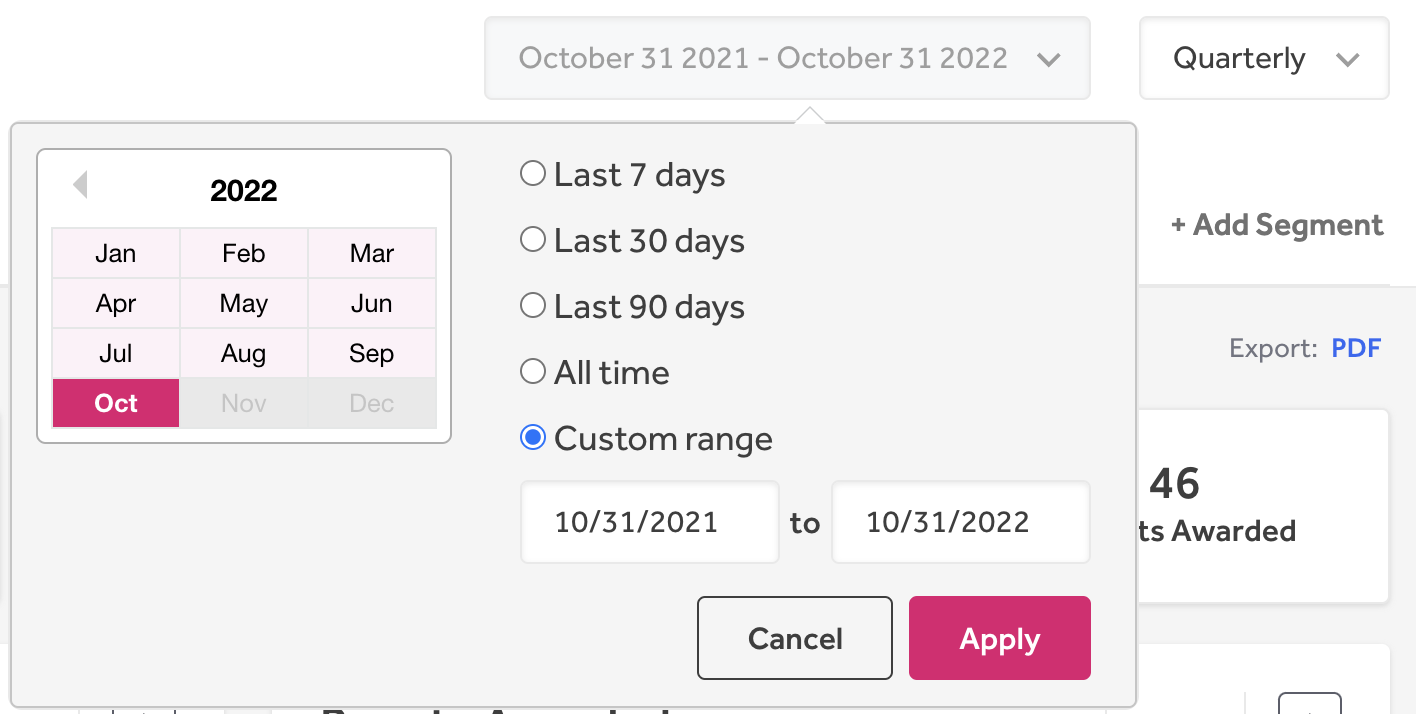 October 31 2021 - October 31 2022
Quarterly
2022
Jan Feb Mar
Apr May Jun
Jul Aug Sep
Oct Nov Dec
Last 7 days
Last 30 days
Last 90 days
All time
Custom range
10/31/2021 to 10/31/2022
Cancel Apply
+ Add Segment
Export: PDF
46
ts Awarded